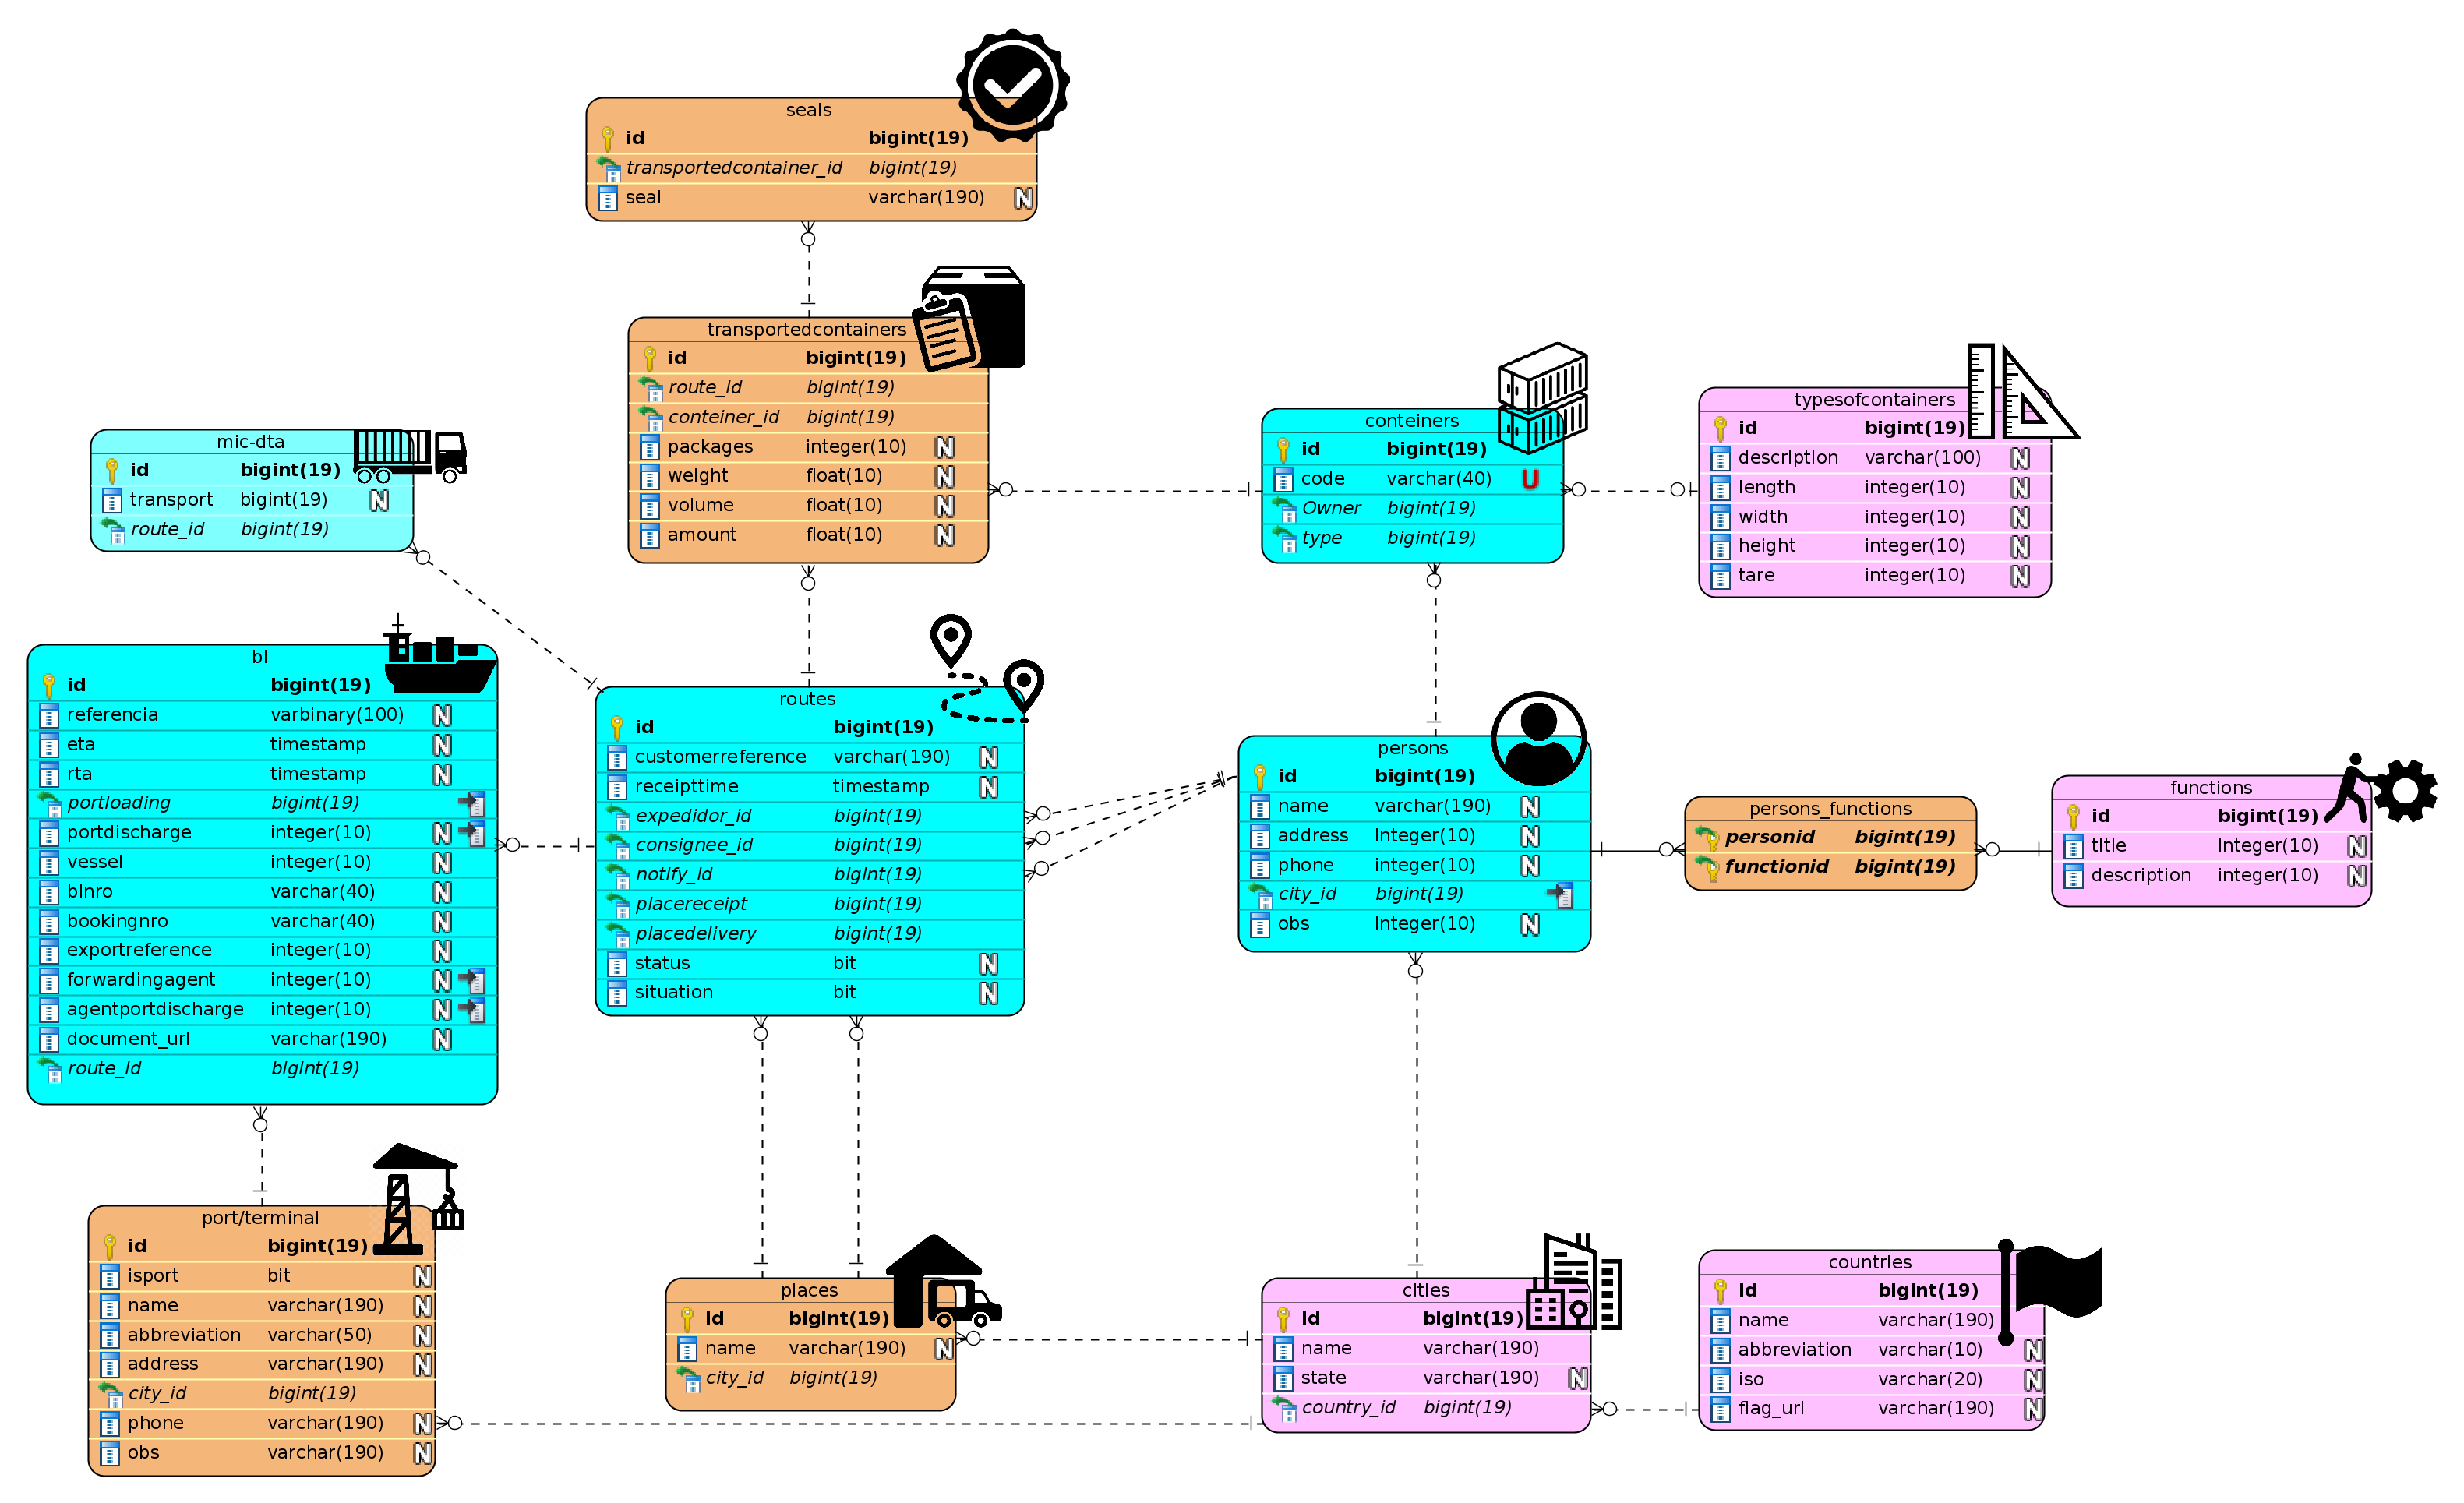 seals
id bigint(19)
transportedcontainer_id bigint(19)
seal varchar(190) N
transportedcontainers
id bigint(19)
route_id bigint(19)
conteiner_id bigint(19)
packages integer(10) N
weight float(10) N
volume float(10) N
amount float(10) N
conteiners
id bigint(19)
code varchar(40) U
Owner bigint(19)
type bigint(19)
typesofcontainers
id bigint(19)
description varchar(100) N
length integer(10) N
width integer(10) N
height integer(10) N
tare integer(10) N
mic-dta
id bigint(19)
transport bigint(19) N
route_id bigint(19)
bl
id bigint(19)
referencia varbinary(100) N
eta timestamp N
rta timestamp N
portloading bigint(19)
portdischarge integer(10) N
vessel integer(10) N
blnro varchar(40) N
bookingnro varchar(40) N
exportreference integer(10) N
forwardingagent integer(10) N
agentportdischarge integer(10) N
document_url varchar(190) N
route_id bigint(19)
routes
id bigint(19)
customerreference varchar(190) N
receipttime timestamp N
expedidor_id bigint(19)
consignee_id bigint(19)
notify_id bigint(19)
placereceipt bigint(19)
placedelivery bigint(19)
status bit N
situation bit N
persons
id bigint(19)
name varchar(190) N
address integer(10) N
phone integer(10) N
city_id bigint(19)
obs integer(10) N
persons_functions
personid bigint(19)
functionid bigint(19)
functions
id bigint(19)
title integer(10) N
description integer(10) N
port/terminal
id bigint(19)
isport bit N
name varchar(190) N
abbreviation varchar(50) N
address varchar(190) N
city_id bigint(19)
phone varchar(190) N
obs varchar(190) N
places
id bigint(19)
name varchar(190) N
city_id bigint(19)
cities
id bigint(19)
name varchar(190)
state varchar(190) N
country_id bigint(19)
countries
id bigint(19)
name varchar(190)
abbreviation varchar(10) N
iso varchar(20) N
flag_url varchar(190) N